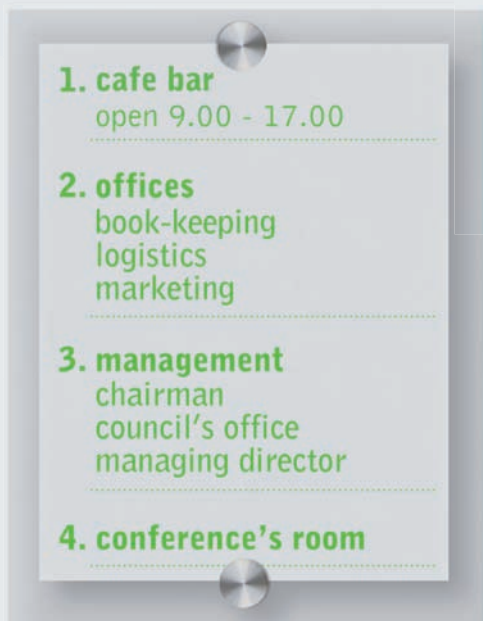 1. cafe bar
open 9.00 - 17.00
2. offices
book-keeping
logistics
marketing
3. management
chairman
council's office
managing director
4. conference's room